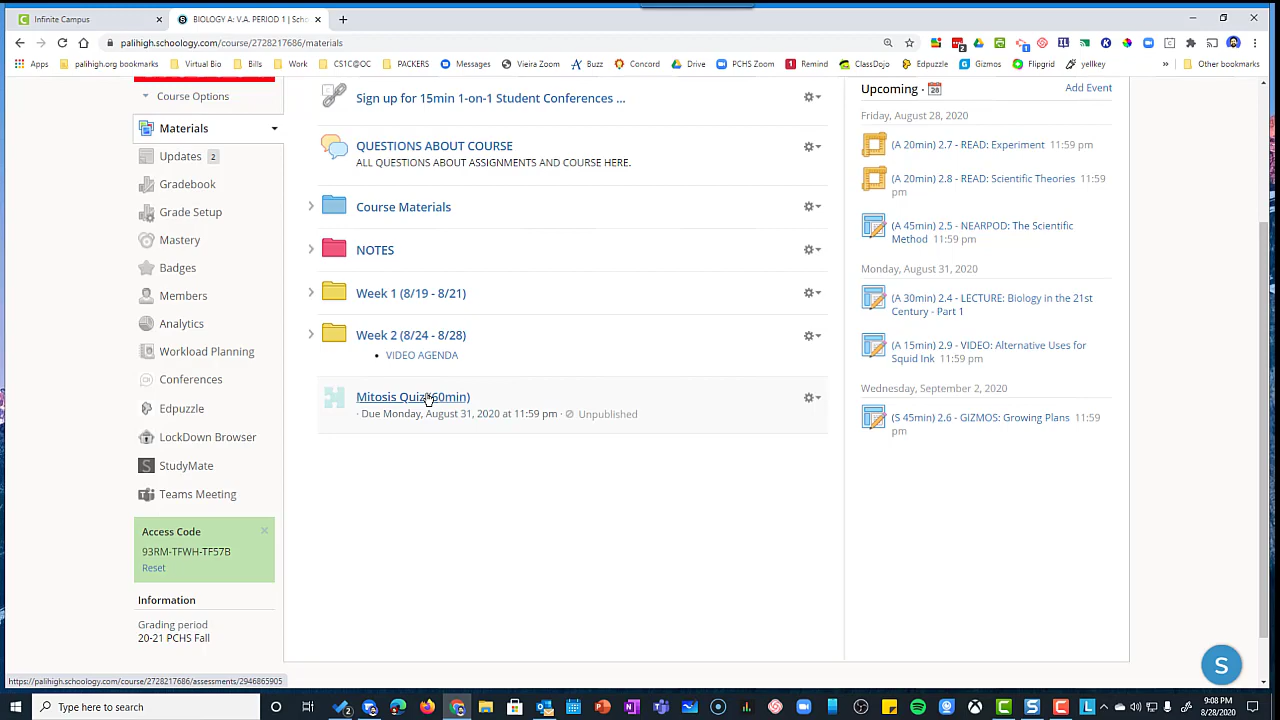 Infinite Campus
BIOLOGY A: V.A. PERIOD 1 | Scho
palihigh.schoology.com/course/2728217686/materials
Apps
palihigh.org bookmarks
Virtual Bio
Bills
Work
CS1C@OC
PACKERS
Messages
Vieira Zoom
Buzz
Concord
Drive
PCHS Zoom
Remind
ClassDojo
Edpuzzle
Gizmos
Flipgrid
yellkey
»
Other bookmarks
Course Options
Materials
Updates 2
Gradebook
Grade Setup
Mastery
Badges
Members
Analytics
Workload Planning
Conferences
Edpuzzle
LockDown Browser
StudyMate
Teams Meeting
Access Code
93RM-TFWH-TF57B
Reset
Information
Grading period
20-21 PCHS Fall
Sign up for 15min 1-on-1 Student Conferences ...
QUESTIONS ABOUT COURSE
ALL QUESTIONS ABOUT ASSIGNMENTS AND COURSE HERE.
Course Materials
NOTES
Week 1 (8/19 - 8/21)
Week 2 (8/24 - 8/28)
• VIDEO AGENDA
Mitosis Quiz (60min)
· Due Monday, August 31, 2020 at 11:59 pm · Unpublished
Upcoming · 28
Add Event
Friday, August 28, 2020
(A 20min) 2.7 - READ: Experiment 11:59 pm
(A 20min) 2.8 - READ: Scientific Theories 11:59
pm
(A 45min) 2.5 - NEARPOD: The Scientific
Method 11:59 pm
Monday, August 31, 2020
(A 30min) 2.4 - LECTURE: Biology in the 21st
Century - Part 1
(A 15min) 2.9 - VIDEO: Alternative Uses for
Squid Ink 11:59 pm
Wednesday, September 2, 2020
(S 45min) 2.6 - GIZMOS: Growing Plans 11:59
pm
S
https://palihigh.schoology.com/course/2728217686/assessments/2946865905
Type here to search
9:08 PM
8/28/2020